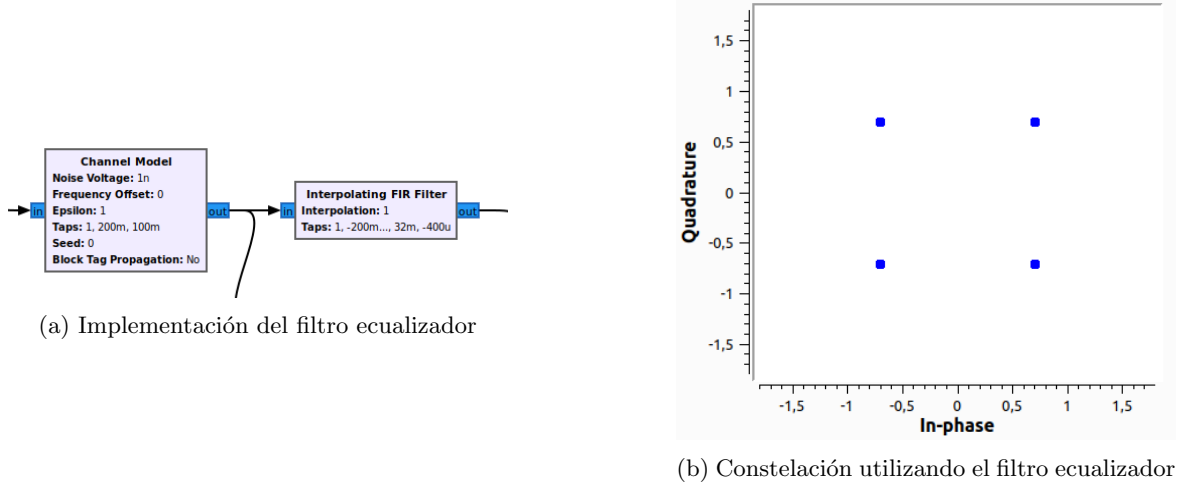 Channel Model
Noise Voltage: 1n
Frequency Offset: 0
Epsilon: 1
Taps: 1, 200m, 100m
Seed: 0
Block Tag Propagation: No
in
out
Interpolating FIR Filter
Interpolation: 1
Taps: 1, -200m..., 32m, -400u
in
out
(a) Implementación del filtro ecualizador
Quadrature
1,5
1
0,5
0
-0,5
-1
-1,5
-1,5 -1 -0,5 0 0,5 1 1,5
In-phase
(b) Constelación utilizando el filtro ecualizador